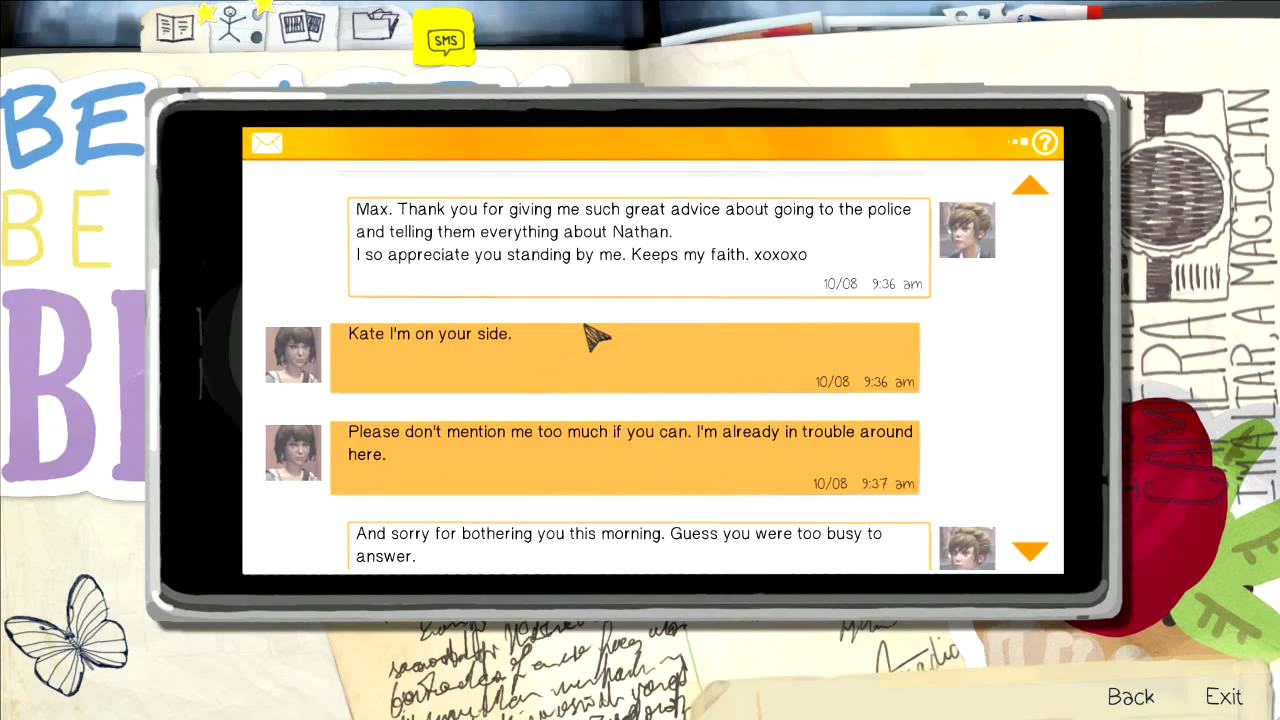 SMS
BE
BE
Max. Thank you for giving me such great advice about going to the police
and telling them everything about Nathan.
I so appreciate you standing by me. Keeps my faith. xoxoxo
10/08 9:36 am
Kate I'm on your side.
10/08 9:36 am
Please don't mention me too much if you can. I'm already in trouble around
here.
10/08 9:37 am
And sorry for bothering you this morning. Guess you were too busy to
answer.
CAMERA
A MAGICIAN
Back Exit